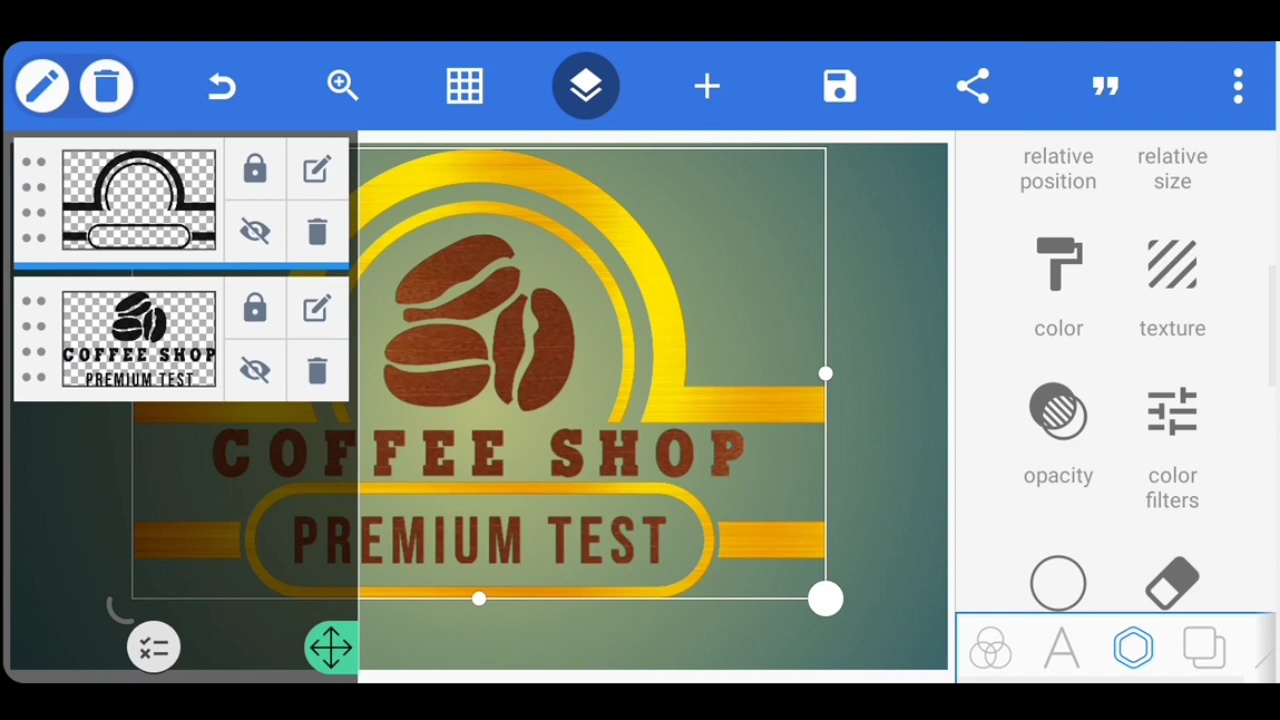 relative
position
relative
size
color
texture
COFFEE SHOP
PREMIUM TEST
opacity
color
filters
COFFEE SHOP
PREMIUM TEST